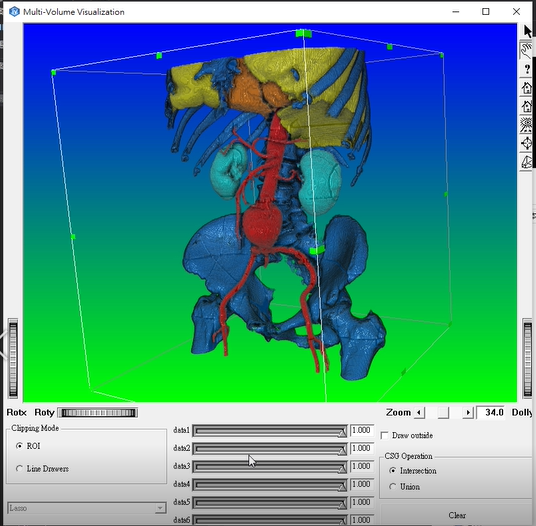 Multi-Volume Visualization
?
Rotx Roty
Zoom 34.0 Dolly
Clipping Mode
ROI
Line Drawers
Lasso
data1 1.000
data2 1.000
data3 1.000
data4 1.000
data5 1.000
data6 1.000
Draw outside
CSG Operation
Intersection
Union
Clear